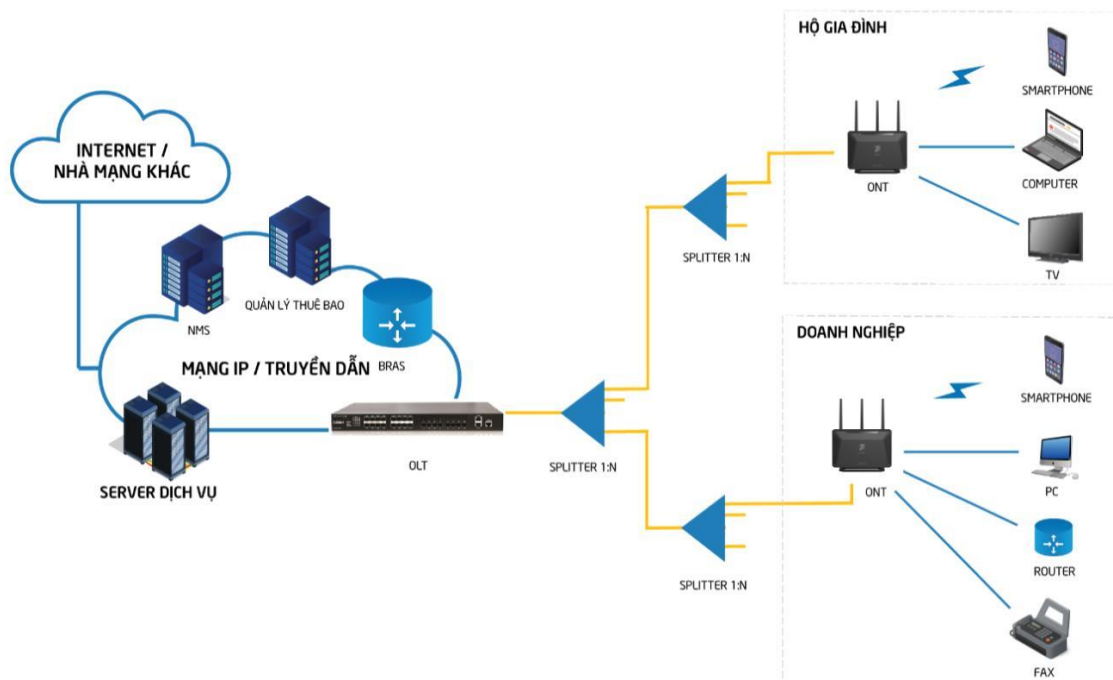 INTERNET /
NHÀ MẠNG KHÁC
NMS
QUẢN LÝ THUÊ BAO
BRAS
MẠNG IP / TRUYỀN DẪN
SERVER DỊCH VỤ
OLT
SPLITTER 1:N
SPLITTER 1:N
SPLITTER 1:N
HỘ GIA ĐÌNH
SMARTPHONE
ONT
COMPUTER
TV
DOANH NGHIỆP
SMARTPHONE
ONT
PC
ROUTER
FAX